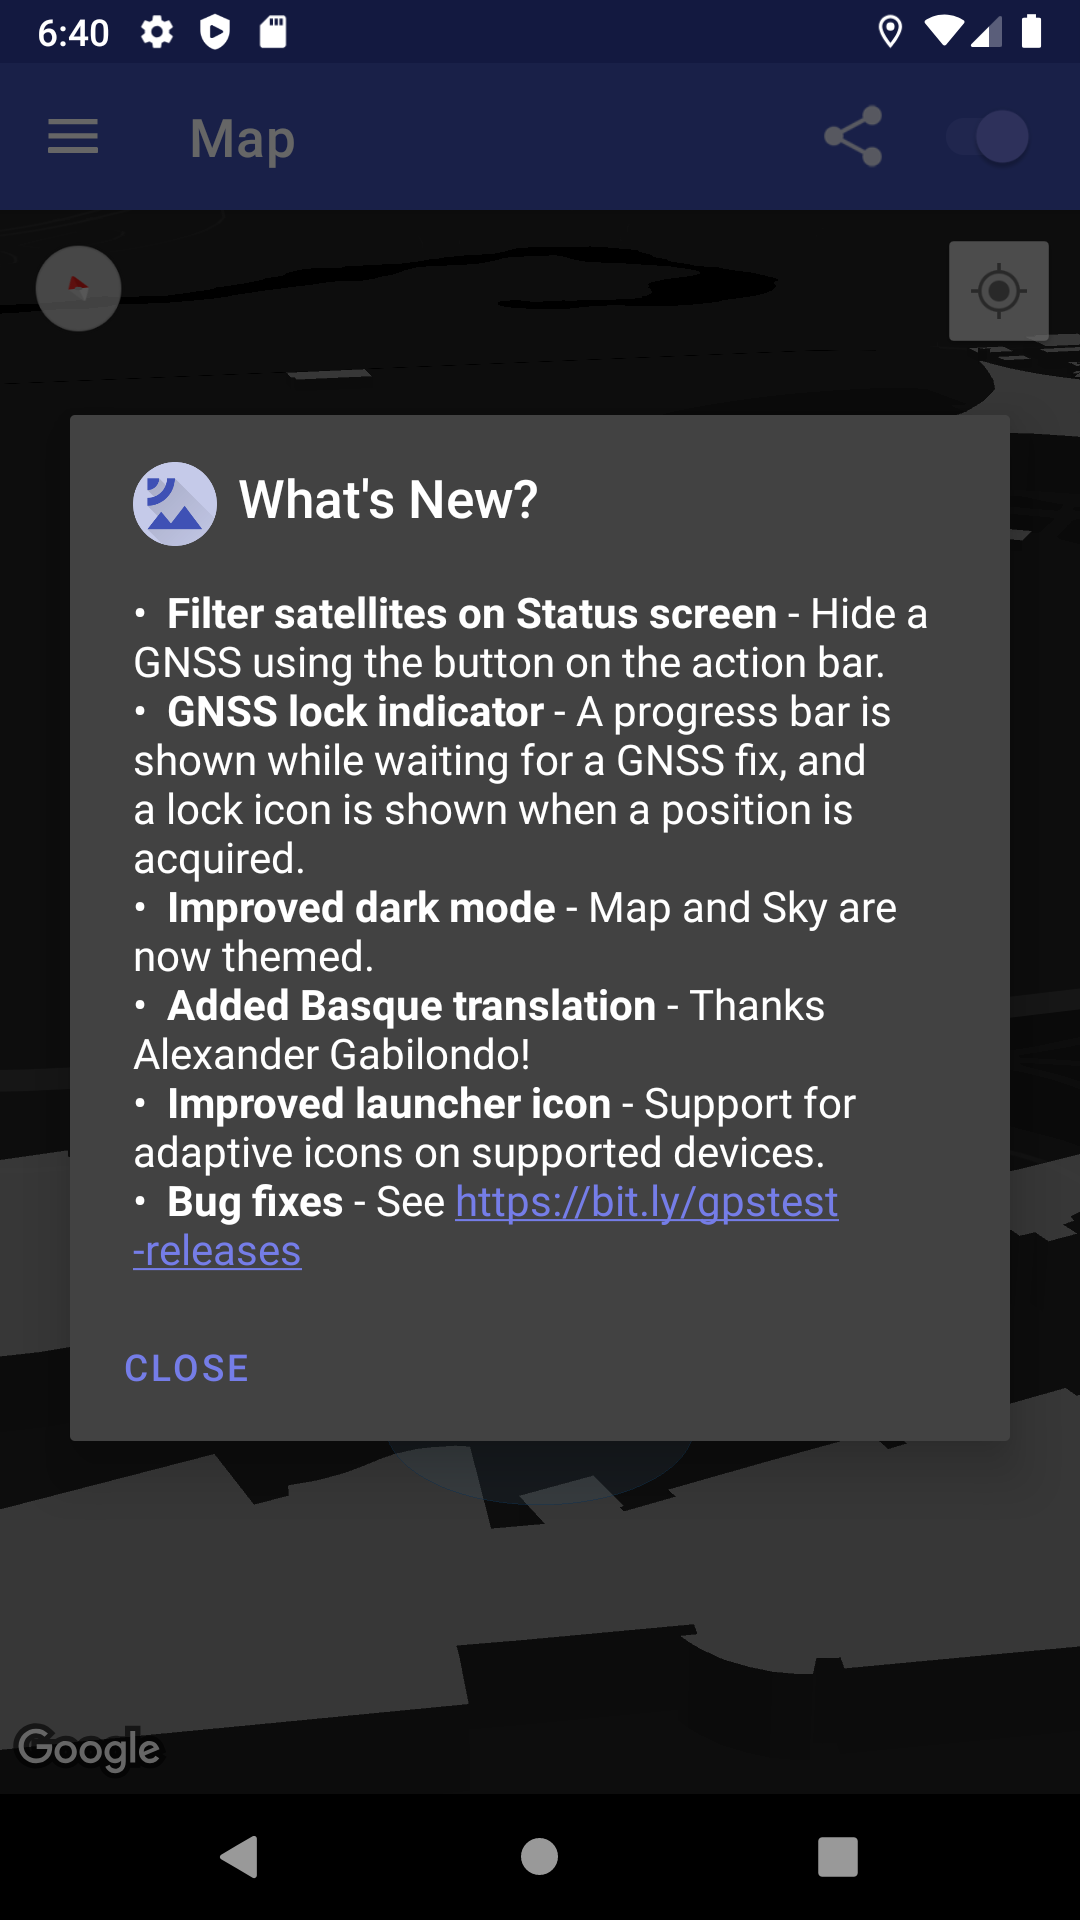 6:40
Map
What's New?
• Filter satellites on Status screen - Hide a
GNSS using the button on the action bar.
• GNSS lock indicator - A progress bar is
shown while waiting for a GNSS fix, and
a lock icon is shown when a position is
acquired.
• Improved dark mode - Map and Sky are
now themed.
• Added Basque translation - Thanks
Alexander Gabilondo!
• Improved launcher icon - Support for
adaptive icons on supported devices.
• Bug fixes - See https://bit.ly/gpstest
-releases
CLOSE
Google